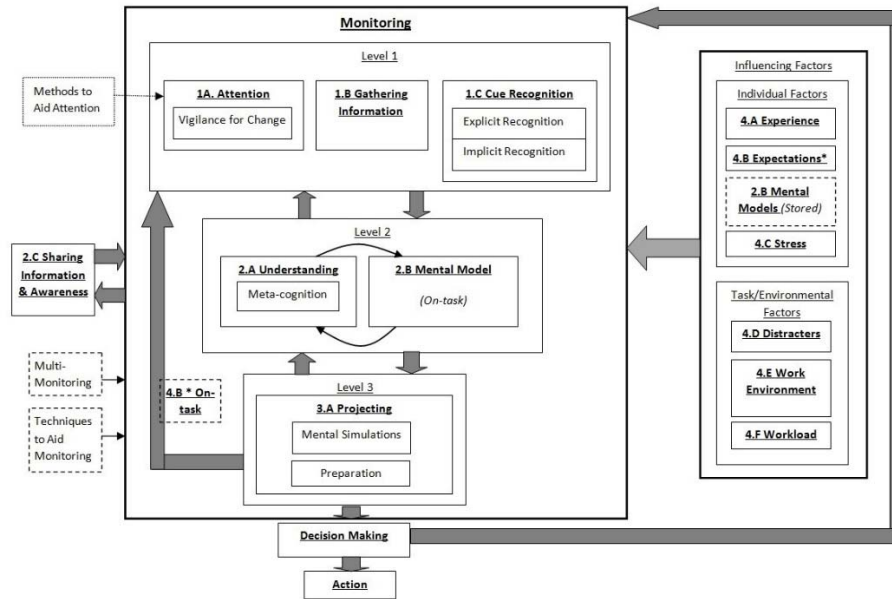 Monitoring
Level 1
Methods to
Aid Attention
1A. Attention
Vigilance for Change
1.B Gathering
Information
1.C Cue Recognition
Explicit Recognition
Implicit Recognition
Level 2
2.A Understanding
Meta-cognition
2.B Mental Model
(On-task)
2.C Sharing
Information
& Awareness
Multi-
Monitoring
Techniques
to Aid
Monitoring
4.B * On-
task
Level 3
3.A Projecting
Mental Simulations
Preparation
Decision Making
Action
Influencing Factors
Individual Factors
4.A Experience
4.B Expectations*
2.B Mental
Models (Stored)
4.C Stress
Task/Environmental
Factors
4.D Distracters
4.E Work
Environment
4.F Workload